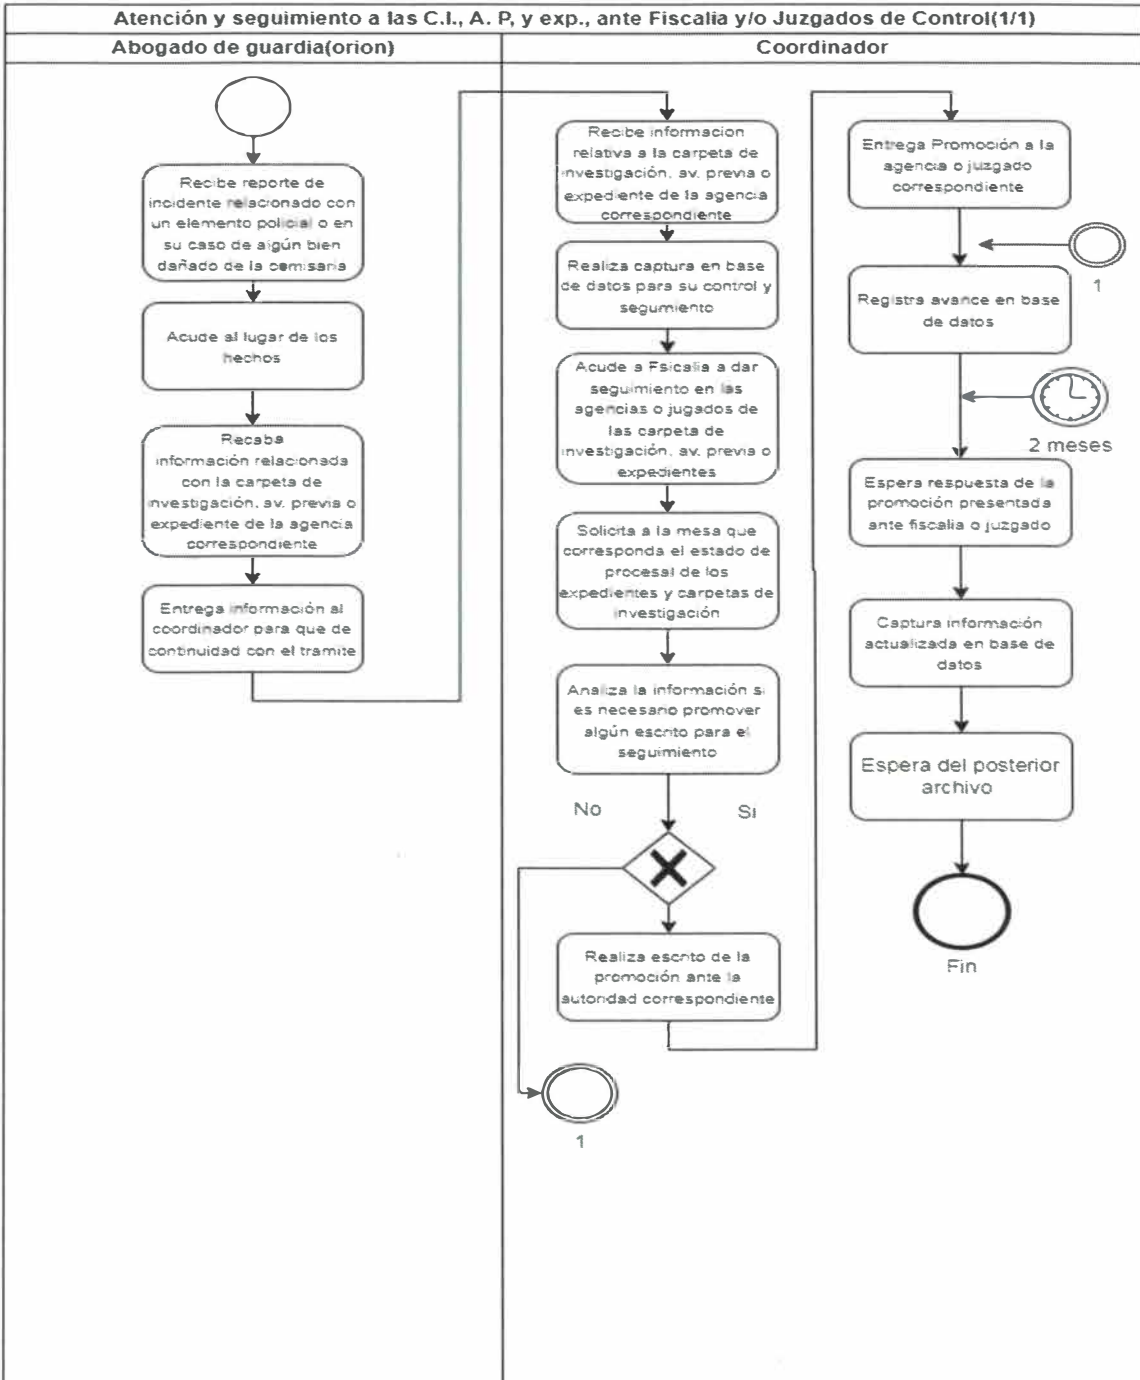 Atención y seguimiento a las C.I., A. P, y exp., ante Fiscalia y/o Juzgados de Control(1/1)
Abogado de guardia(orion)
Coordinador
Recibe reporte de
incidente relacionado con
un elemento policial o en
su caso de algún bien
dañado de la comisaria
Acude al lugar de los
hechos
Recaba
información relacionada
con la carpeta de
investigación, av. previa o
expediente de la agencia
correspondiente
Entrega información al
coordinador para que de
continuidad con el tramite
Recibe informacion
relativa a la carpeta de
investigación, av. previa o
expediente de la agencia
correspondiente
Realiza captura en base
de datos para su control y
segumiento
Acude a Fsicalia a dar
seguimiento en las
agencias o jugados de
las carpeta de
investigación, av. previa o
expedientes
Solicita a la mesa que
corresponda el estado de
procesal de los
expedientes y carpetas de
investigación
Analiza la información si
es necesario promover
algún escrito para el
seguimiento
No
Si
Realiza escrito de la
promoción ante la
autoridad correspondiente
1
Entrega Promoción a la
agencia o juzgado
correspondiente
1
Registra avance en base
de datos
2 meses
Espera respuesta de la
promoción presentada
ante fiscalia o juzgado
Captura información
actualizada en base de
datos
Espera del posterior
archivo
Fin